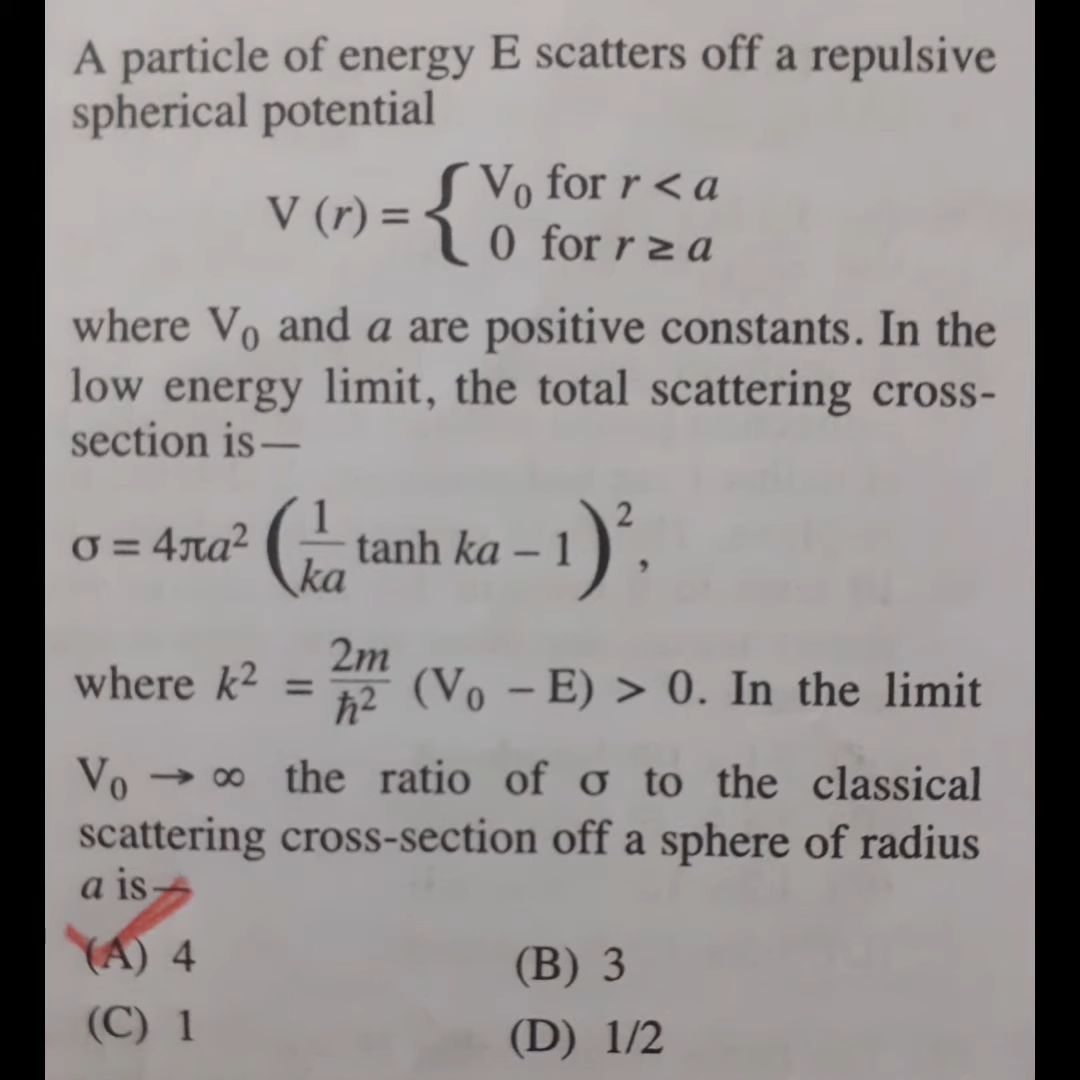 A particle of energy E scatters off a repulsive
spherical potential
V (r) = { V₀ for r < a
0 for r ≥ a
where V₀ and a are positive constants. In the
low energy limit, the total scattering cross-
section is—
σ = 4πa² (1/ka tanh ka – 1)²,
where k² = 2m/ħ² (V₀ – E) > 0. In the limit
V₀ → ∞ the ratio of σ to the classical
scattering cross-section off a sphere of radius
a is—
(A) 4 (B) 3
(C) 1 (D) 1/2